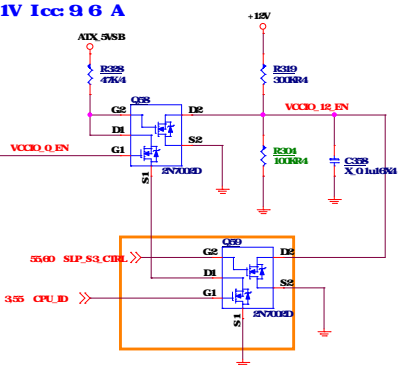 1V Icc: 9.6 A
+12V
ATX_5VSB
R328
47K/4
R319
300KR4
Q58
G2
D2
VCCIO_12_EN
D1
S2
VCCIO_0_EN
G1
R304
100KR4
C358
X_0.1u16X4
S1
2N7002D
Q59
55,60 SLP_S3_CTRL
G2
D2
D1
S2
3,55 CPU_ID
G1
2N7002D
S1